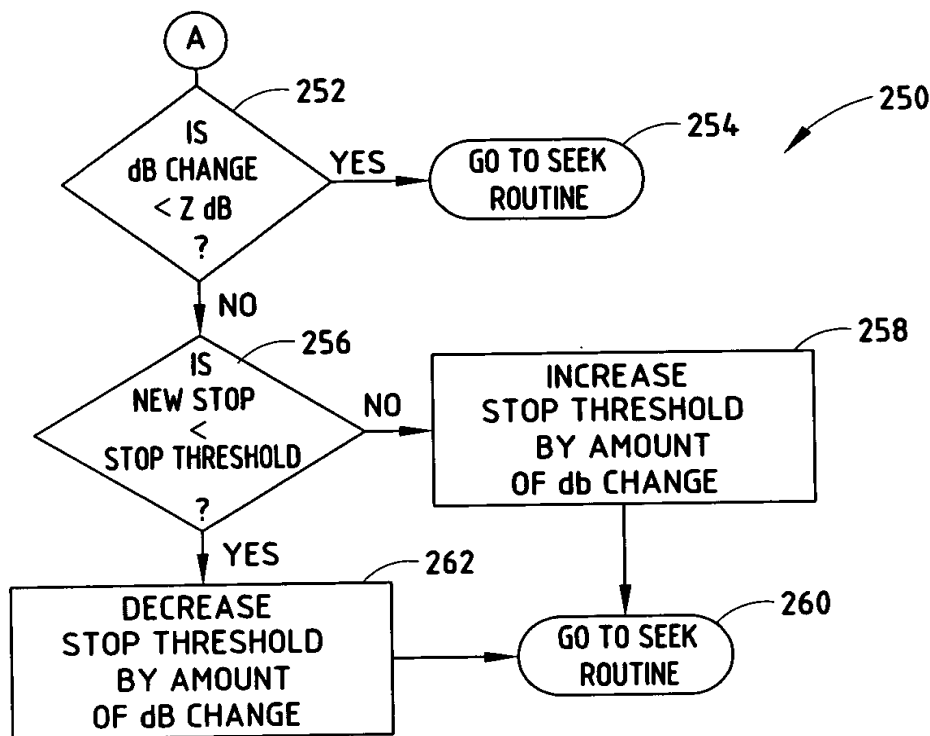 A
252
IS
dB CHANGE
< Z dB
?
YES
GO TO SEEK
ROUTINE
254
250
NO
256
IS
NEW STOP
<
STOP THRESHOLD
?
NO
258
INCREASE
STOP THRESHOLD
BY AMOUNT
OF db CHANGE
YES
262
DECREASE
STOP THRESHOLD
BY AMOUNT
OF dB CHANGE
260
GO TO SEEK
ROUTINE